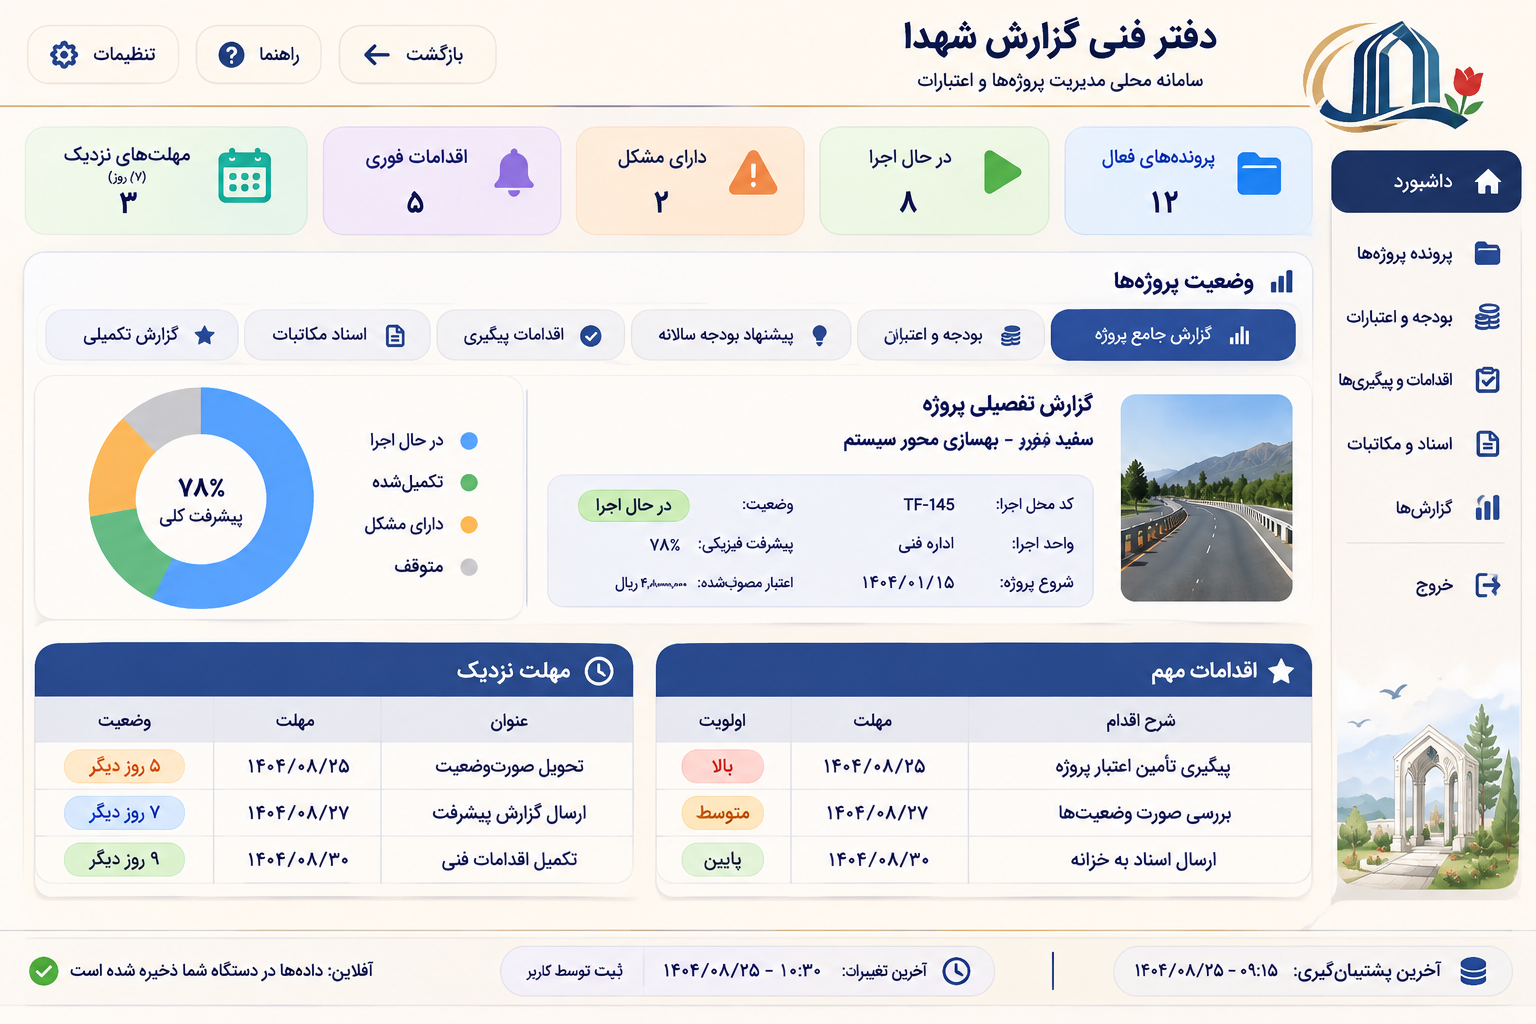 دفتر فنی گزارش شهدا
سامانه محلی مدیریت پروژه‌ها و اعتبارات
بازگشت
راهنما
تنظیمات
داشبورد
پرونده پروژه‌ها
بودجه و اعتبارات
اقدامات و پیگیری‌ها
اسناد و مکاتبات
گزارش‌ها
خروج
پرونده‌های فعال
۱۲
در حال اجرا
۸
دارای مشکل
۲
اقدامات فوری
۵
مهلت‌های نزدیک
(۷ روز)
۳
وضعیت پروژه‌ها
گزارش جامع پروژه
بودجه و اعتباران
پیشنهاد بودجه سالانه
اقدامات پیگیری
اسناد مکاتبات
گزارش تکمیلی
گزارش تفصیلی پروژه
سفید – بهسازی محور سیستم
کد محل اجرا: TF-145
وضعیت: در حال اجرا
واحد اجرا: اداره فنی
پیشرفت فیزیکی: ۷۸%
شروع پروژه: ۱۴۰۴/۰۱/۱۵
اعتبار مصوب‌شده: ریال
در حال اجرا
تکمیل‌شده
دارای مشکل
متوقف
۷۸%
پیشرفت کلی
اقدامات مهم
شرح اقدام مهلت اولویت
پیگیری تأمین اعتبار پروژه ۱۴۰۴/۰۸/۲۵ بالا
بررسی صورت وضعیت‌ها ۱۴۰۴/۰۸/۲۷ متوسط
ارسال اسناد به خزانه ۱۴۰۴/۰۸/۳۰ پایین
مهلت نزدیک
عنوان مهلت وضعیت
تحویل صورت‌وضعیت ۱۴۰۴/۰۸/۲۵ ۵ روز دیگر
ارسال گزارش پیشرفت ۱۴۰۴/۰۸/۲۷ ۷ روز دیگر
تکمیل اقدامات فنی ۱۴۰۴/۰۸/۳۰ ۹ روز دیگر
آخرین پشتیبان‌گیری: ۱۴۰۴/۰۸/۲۵ – ۰۹:۱۵
آخرین تغییرات: ۱۴۰۴/۰۸/۲۵ – ۱۰:۳۰
ثبت توسط کاربر
آفلاین: داده‌ها در دستگاه شما ذخیره شده است